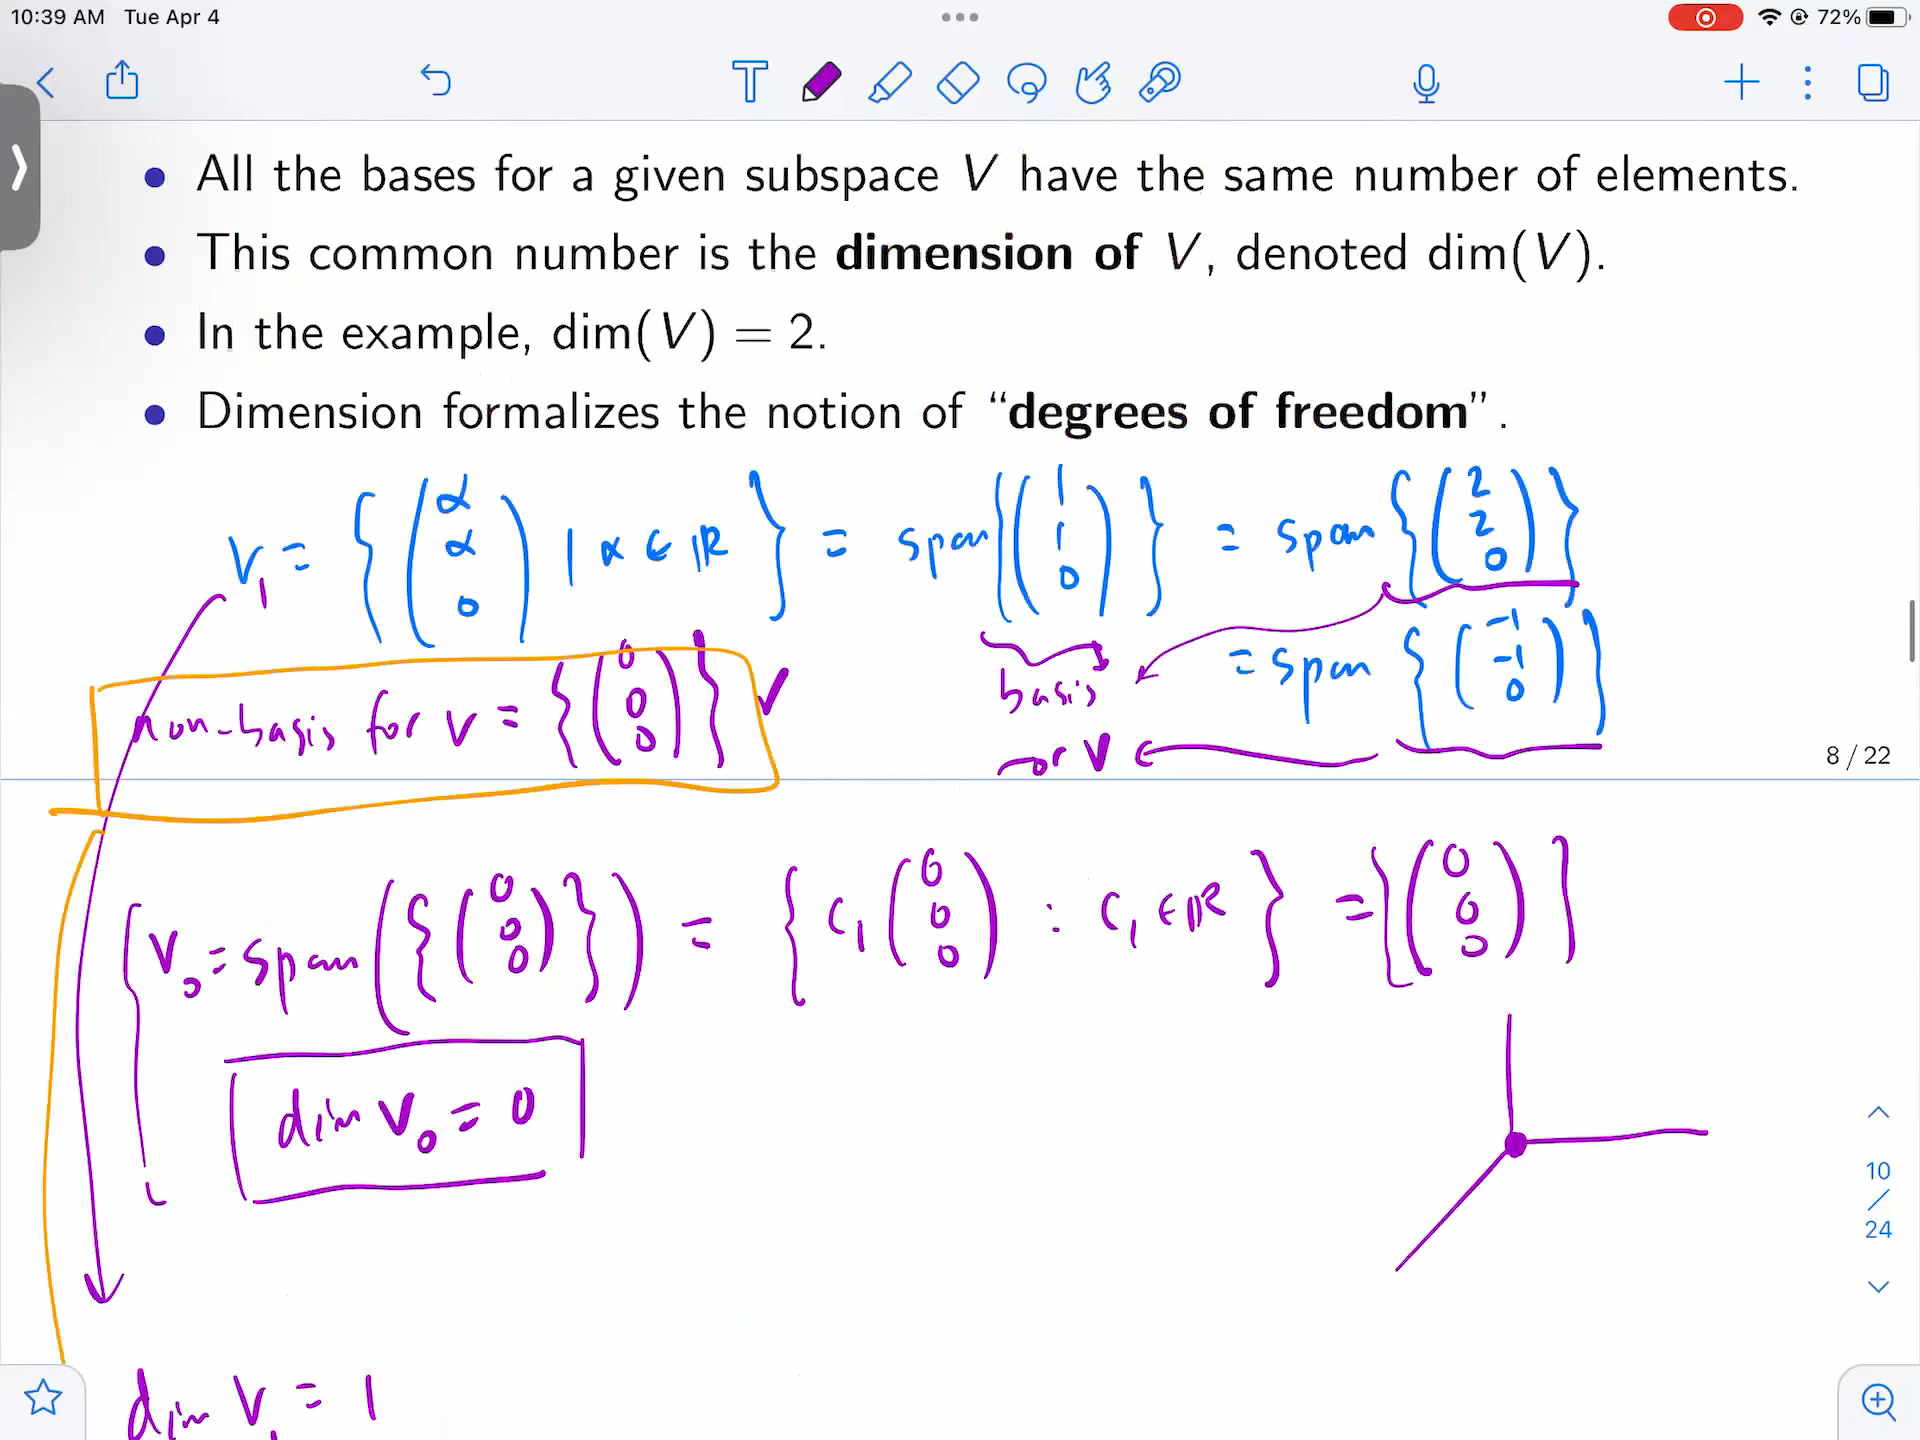 10:39 AM Tue Apr 4
72%
T
• All the bases for a given subspace V have the same number of elements.
• This common number is the dimension of V, denoted dim(V).
• In the example, dim(V) = 2.
• Dimension formalizes the notion of “degrees of freedom”.
V₁ = { (α α 0) | α ∈ ℝ } = span { (1 1 0) } = span { (2 2 0) }
= span { (-1 -1 0) }
basis
for V
non-basis for V = { (0 0 0) } ✓
8 / 22
V₀ = span ( { (0 0 0) } ) = { c₁ (0 0 0) : c₁ ∈ ℝ } = { (0 0 0) }
dim V₀ = 0
10
/
24
dim V₁ = 1